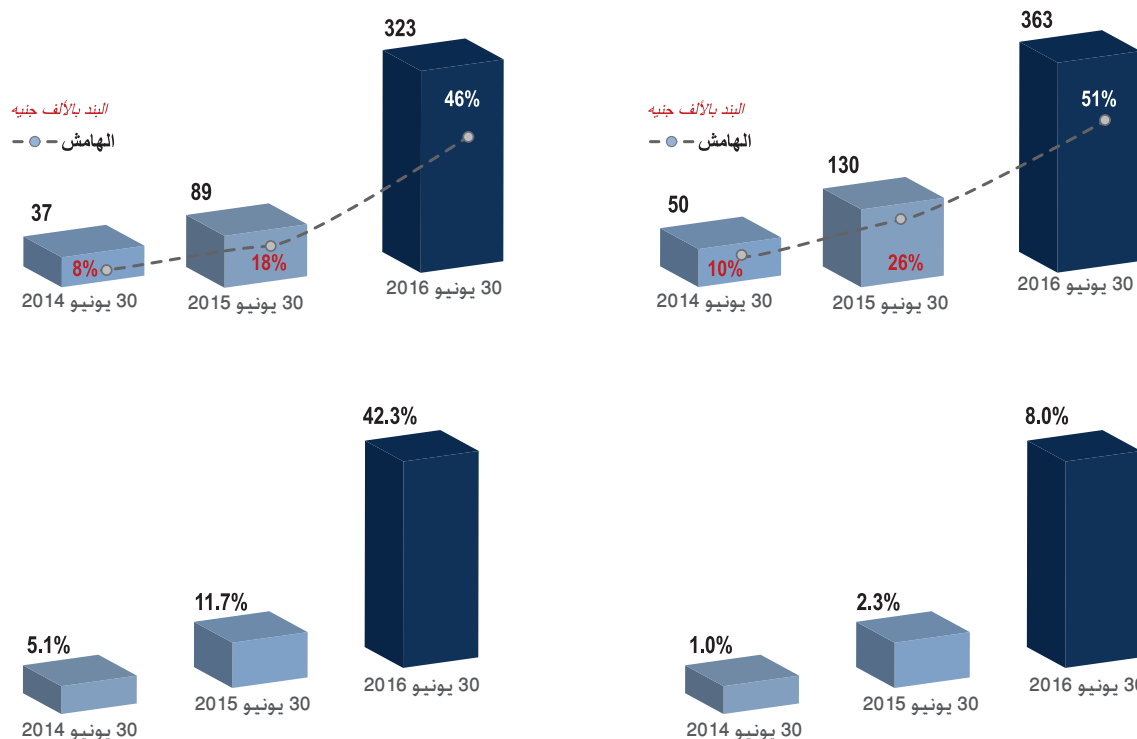 323
46%
البند بالألف جنيه
الهامش
89
37
18%
8%
30 يونيو 2014
30 يونيو 2015
30 يونيو 2016
363
51%
البند بالألف جنيه
الهامش
130
50
26%
10%
30 يونيو 2014
30 يونيو 2015
30 يونيو 2016
42.3%
11.7%
5.1%
30 يونيو 2016
30 يونيو 2015
30 يونيو 2014
8.0%
2.3%
1.0%
30 يونيو 2016
30 يونيو 2015
30 يونيو 2014